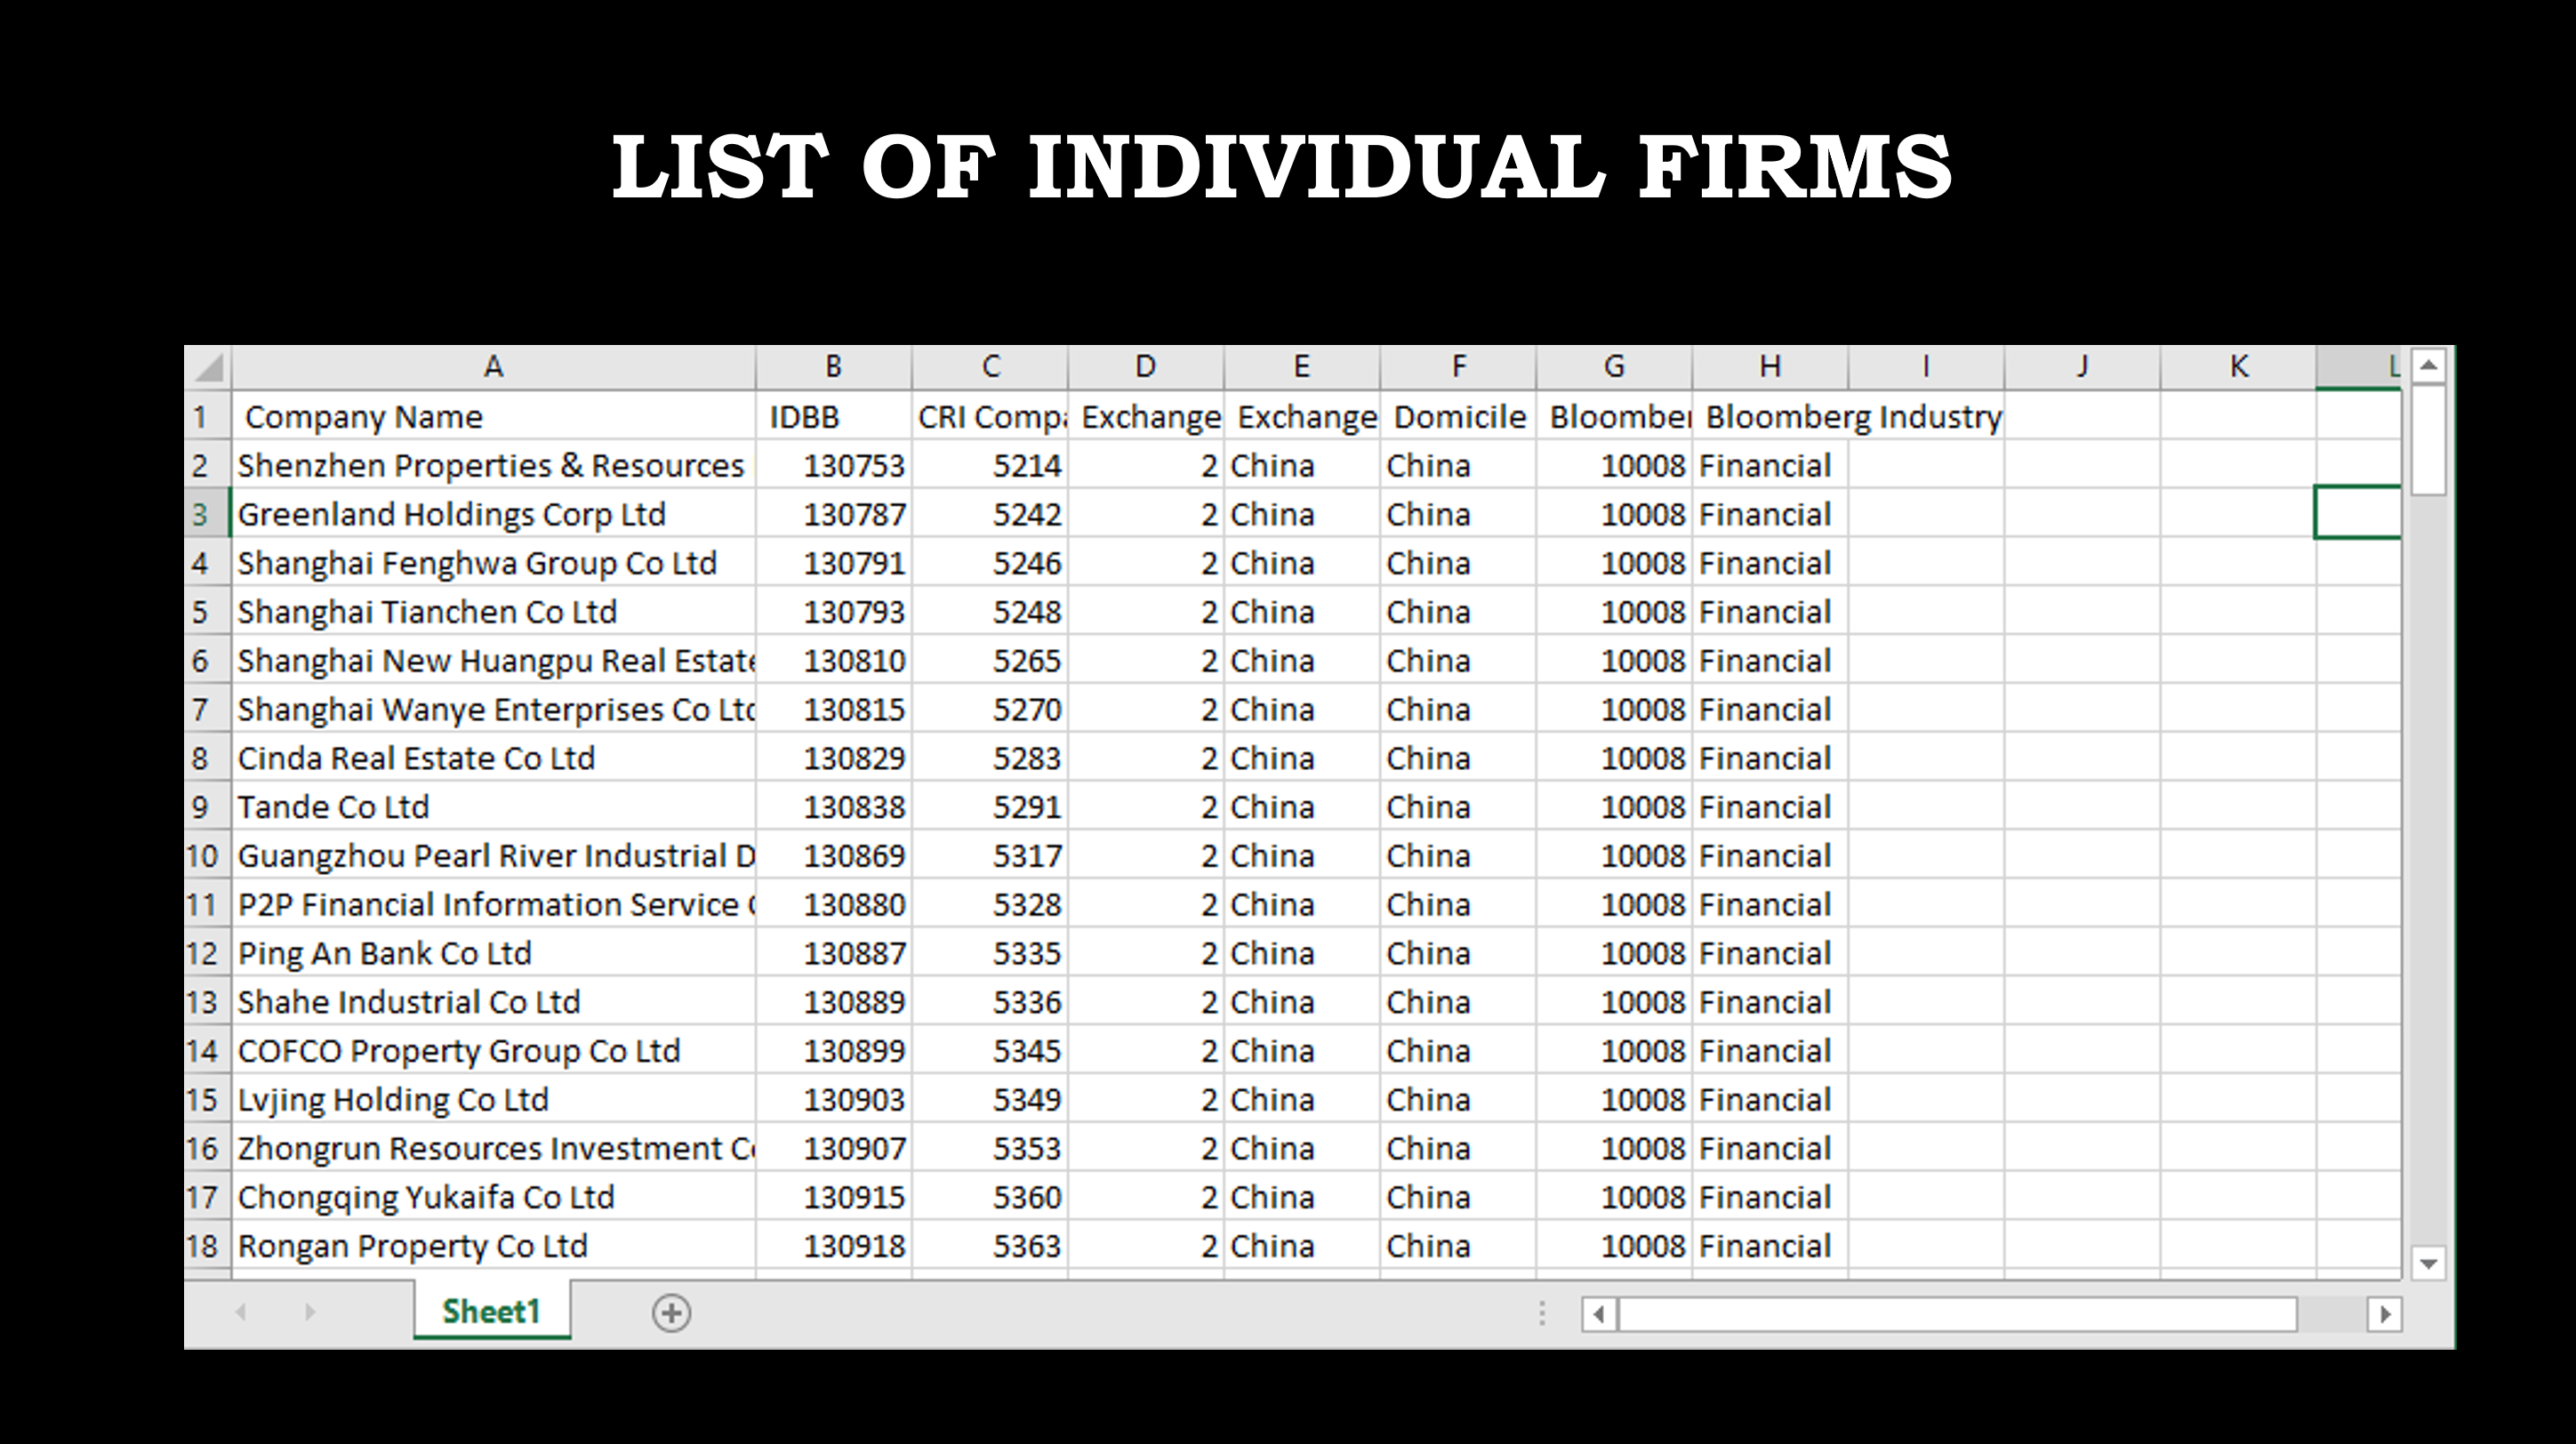 LIST OF INDIVIDUAL FIRMS
A B C D E F G H I J K L
1 Company Name IDBB CRI Compa Exchange Exchange Domicile Bloomber Bloomberg Industry
2 Shenzhen Properties & Resources 130753 5214 2 China China 10008 Financial
3 Greenland Holdings Corp Ltd 130787 5242 2 China China 10008 Financial
4 Shanghai Fenghwa Group Co Ltd 130791 5246 2 China China 10008 Financial
5 Shanghai Tianchen Co Ltd 130793 5248 2 China China 10008 Financial
6 Shanghai New Huangpu Real Estate 130810 5265 2 China China 10008 Financial
7 Shanghai Wanye Enterprises Co Ltd 130815 5270 2 China China 10008 Financial
8 Cinda Real Estate Co Ltd 130829 5283 2 China China 10008 Financial
9 Tande Co Ltd 130838 5291 2 China China 10008 Financial
10 Guangzhou Pearl River Industrial D 130869 5317 2 China China 10008 Financial
11 P2P Financial Information Service 130880 5328 2 China China 10008 Financial
12 Ping An Bank Co Ltd 130887 5335 2 China China 10008 Financial
13 Shahe Industrial Co Ltd 130889 5336 2 China China 10008 Financial
14 COFCO Property Group Co Ltd 130899 5345 2 China China 10008 Financial
15 Lvjing Holding Co Ltd 130903 5349 2 China China 10008 Financial
16 Zhongrun Resources Investment Co 130907 5353 2 China China 10008 Financial
17 Chongqing Yukaifa Co Ltd 130915 5360 2 China China 10008 Financial
18 Rongan Property Co Ltd 130918 5363 2 China China 10008 Financial
Sheet1